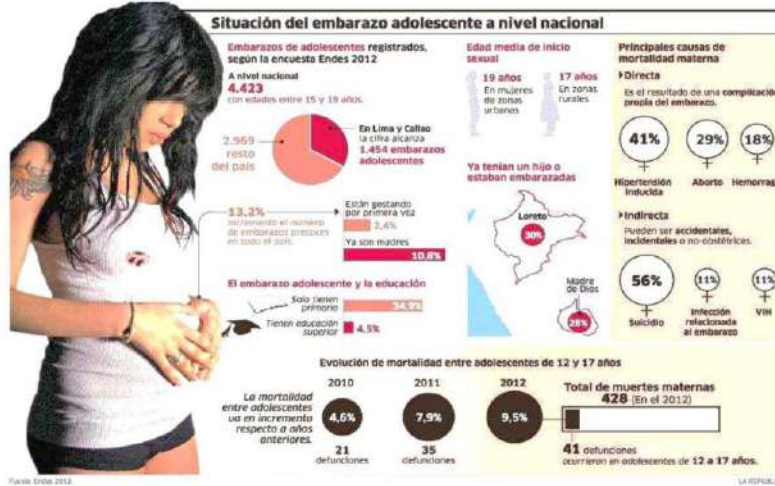 Situación del embarazo adolescente a nivel nacional
Embarazos de adolescentes registrados,
según la encuesta Endes 2012
A nivel nacional
4.423
con edades entre 15 y 19 años.
2.969
resto
del país
En Lima y Callao
la cifra alcanza
1.454 embarazos
adolescentes
13,2%
incrementó el número
de embarazos precoces
en todo el país.
Están gestando
por primera vez
2,4%
Ya son madres
10,8%
El embarazo adolescente y la educación
Solo tienen
primaria
34,9%
Tienen educación
superior
4,5%
Edad media de inicio
sexual
19 años
En mujeres
de zonas
urbanas
17 años
En zonas
rurales
Ya tenían un hijo o
estaban embarazadas
Loreto
30%
Madre
de Dios
28%
Principales causas de
mortalidad materna
Directa
Es el resultado de una complicación
propia del embarazo.
41%
Hipertensión
inducida
29%
Aborto
18%
Hemorrag
Indirecta
Pueden ser accidentales,
incidentales o no-obstétricas.
56%
Suicidio
11%
Infección
relacionada
al embarazo
11%
VIH
Evolución de mortalidad entre adolescentes de 12 y 17 años
La mortalidad
entre adolescentes
va en incremento
respecto a años
anteriores.
2010
4,6%
21
defunciones
2011
7,9%
35
defunciones
2012
9,5%
Total de muertes maternas
428 (En el 2012)
41 defunciones
ocurrieron en adolescentes de 12 a 17 años.
Fuente: Endes 2012
LA REPÚBLI